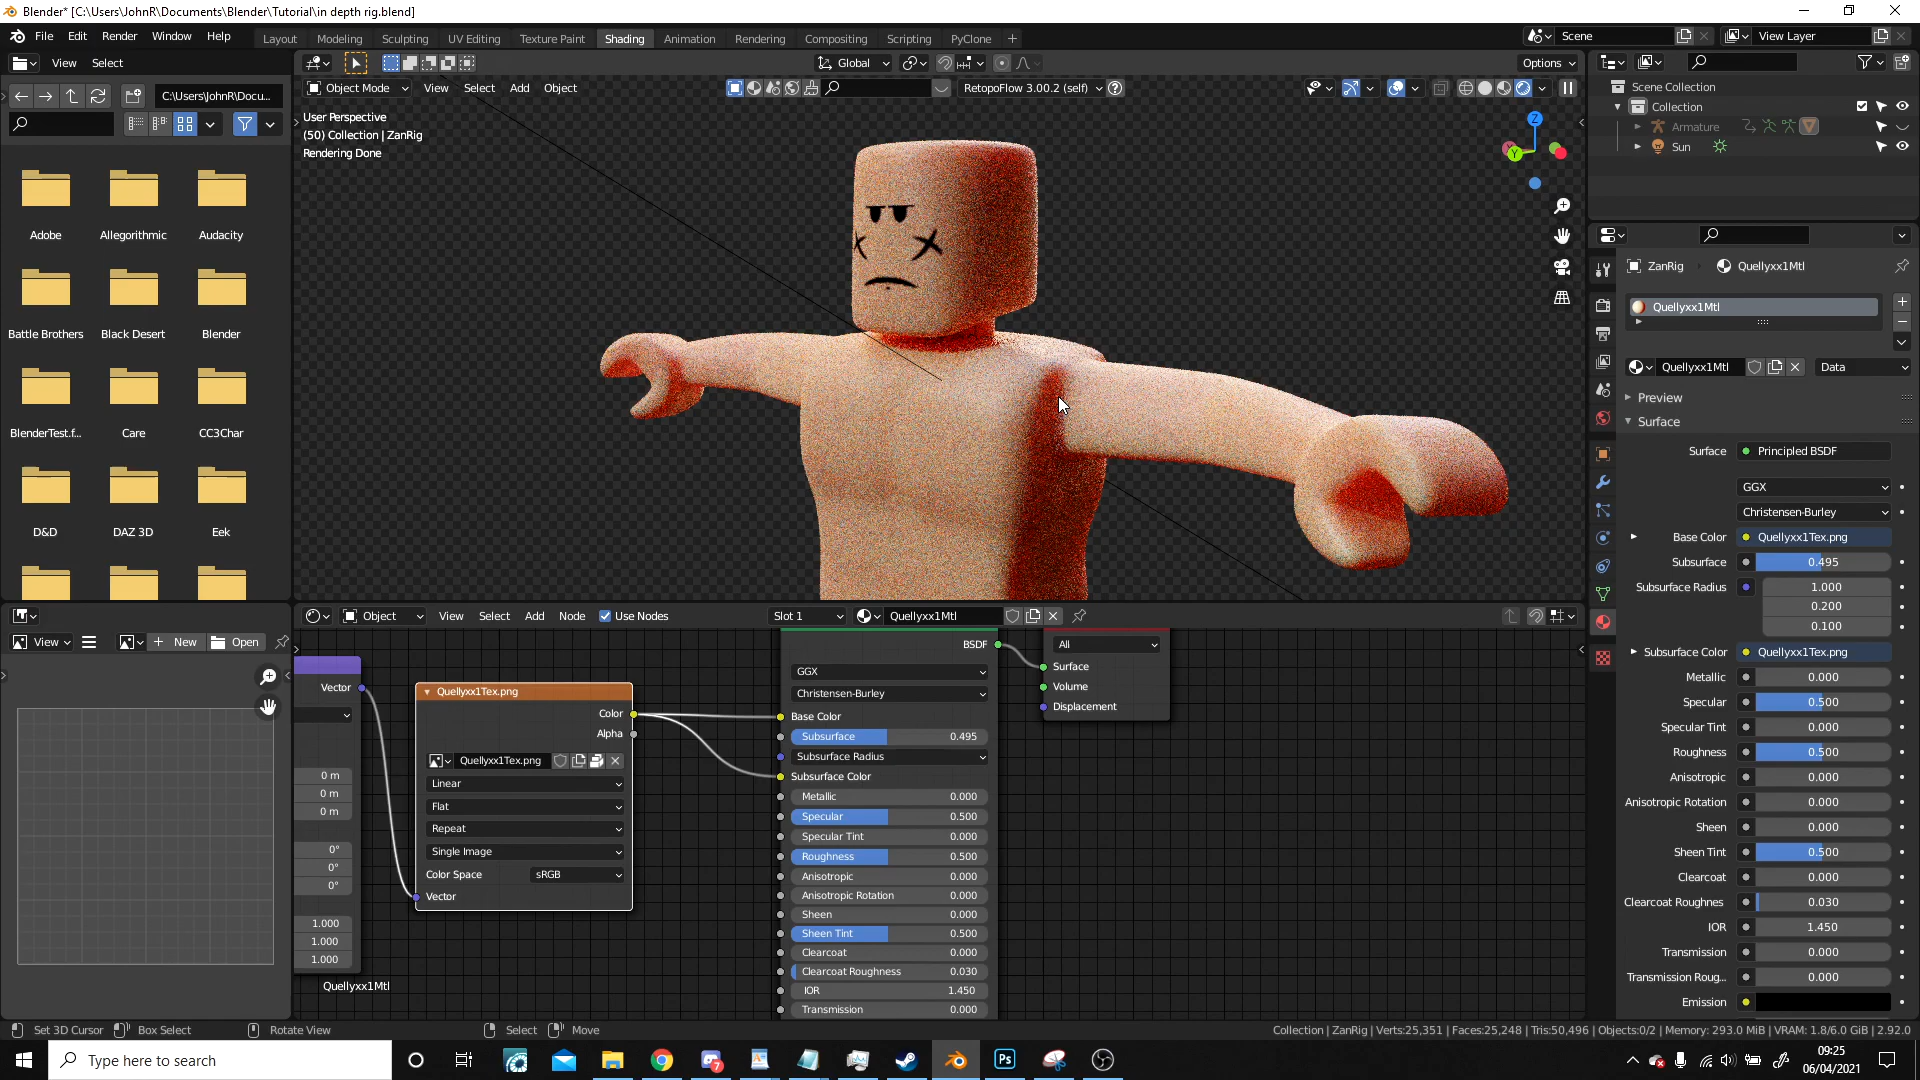 Blender* [C:\Users\JohnR\Documents\Blender\Tutorial\in depth rig.blend]
File Edit Render Window Help
Layout Modeling Sculpting UV Editing Texture Paint Shading Animation Rendering Compositing Scripting PyClone
Scene
View Layer
View Select
Global
Options
C:\Users\JohnR\Docu...
Object Mode View Select Add Object
RetopoFlow 3.00.2 (self)
User Perspective
(50) Collection | ZanRig
Rendering Done
Z
Y
Adobe Allegorithmic Audacity
Battle Brothers Black Desert Blender
BlenderTest.f... Care CC3Char
D&D DAZ 3D Eek
Scene Collection
Collection
Armature
Sun
ZanRig
Quellyxx1Mtl
Quellyxx1Mtl
Quellyxx1Mtl
Data
Preview
Surface
Surface Principled BSDF
GGX
Christensen-Burley
Base Color Quellyxx1Tex.png
Subsurface 0.495
Subsurface Radius 1.000
0.200
0.100
Subsurface Color Quellyxx1Tex.png
Metallic 0.000
Specular 0.500
Specular Tint 0.000
Roughness 0.500
Anisotropic 0.000
Anisotropic Rotation 0.000
Sheen 0.000
Sheen Tint 0.500
Clearcoat 0.000
Clearcoat Roughnes 0.030
IOR 1.450
Transmission 0.000
Transmission Roug... 0.000
Emission
Object View Select Add Node Use Nodes
Slot 1
Quellyxx1Mtl
View
New
Open
Vector
0 m
0 m
0 m
0°
0°
0°
1.000
1.000
1.000
Quellyxx1Mtl
Quellyxx1Tex.png
Color
Alpha
Quellyxx1Tex.png
Linear
Flat
Repeat
Single Image
Color Space sRGB
Vector
BSDF
GGX
Christensen-Burley
Base Color
Subsurface 0.495
Subsurface Radius
Subsurface Color
Metallic 0.000
Specular 0.500
Specular Tint 0.000
Roughness 0.500
Anisotropic 0.000
Anisotropic Rotation 0.000
Sheen 0.000
Sheen Tint 0.500
Clearcoat 0.000
Clearcoat Roughness 0.030
IOR 1.450
Transmission 0.000
All
Surface
Volume
Displacement
Set 3D Cursor Box Select Rotate View Select Move
Collection | ZanRig | Verts:25,351 | Faces:25,248 | Tris:50,496 | Objects:0/2 | Memory: 293.0 MiB | VRAM: 1.8/6.0 GiB | 2.92.0
Type here to search
7
Ps
09:25
06/04/2021